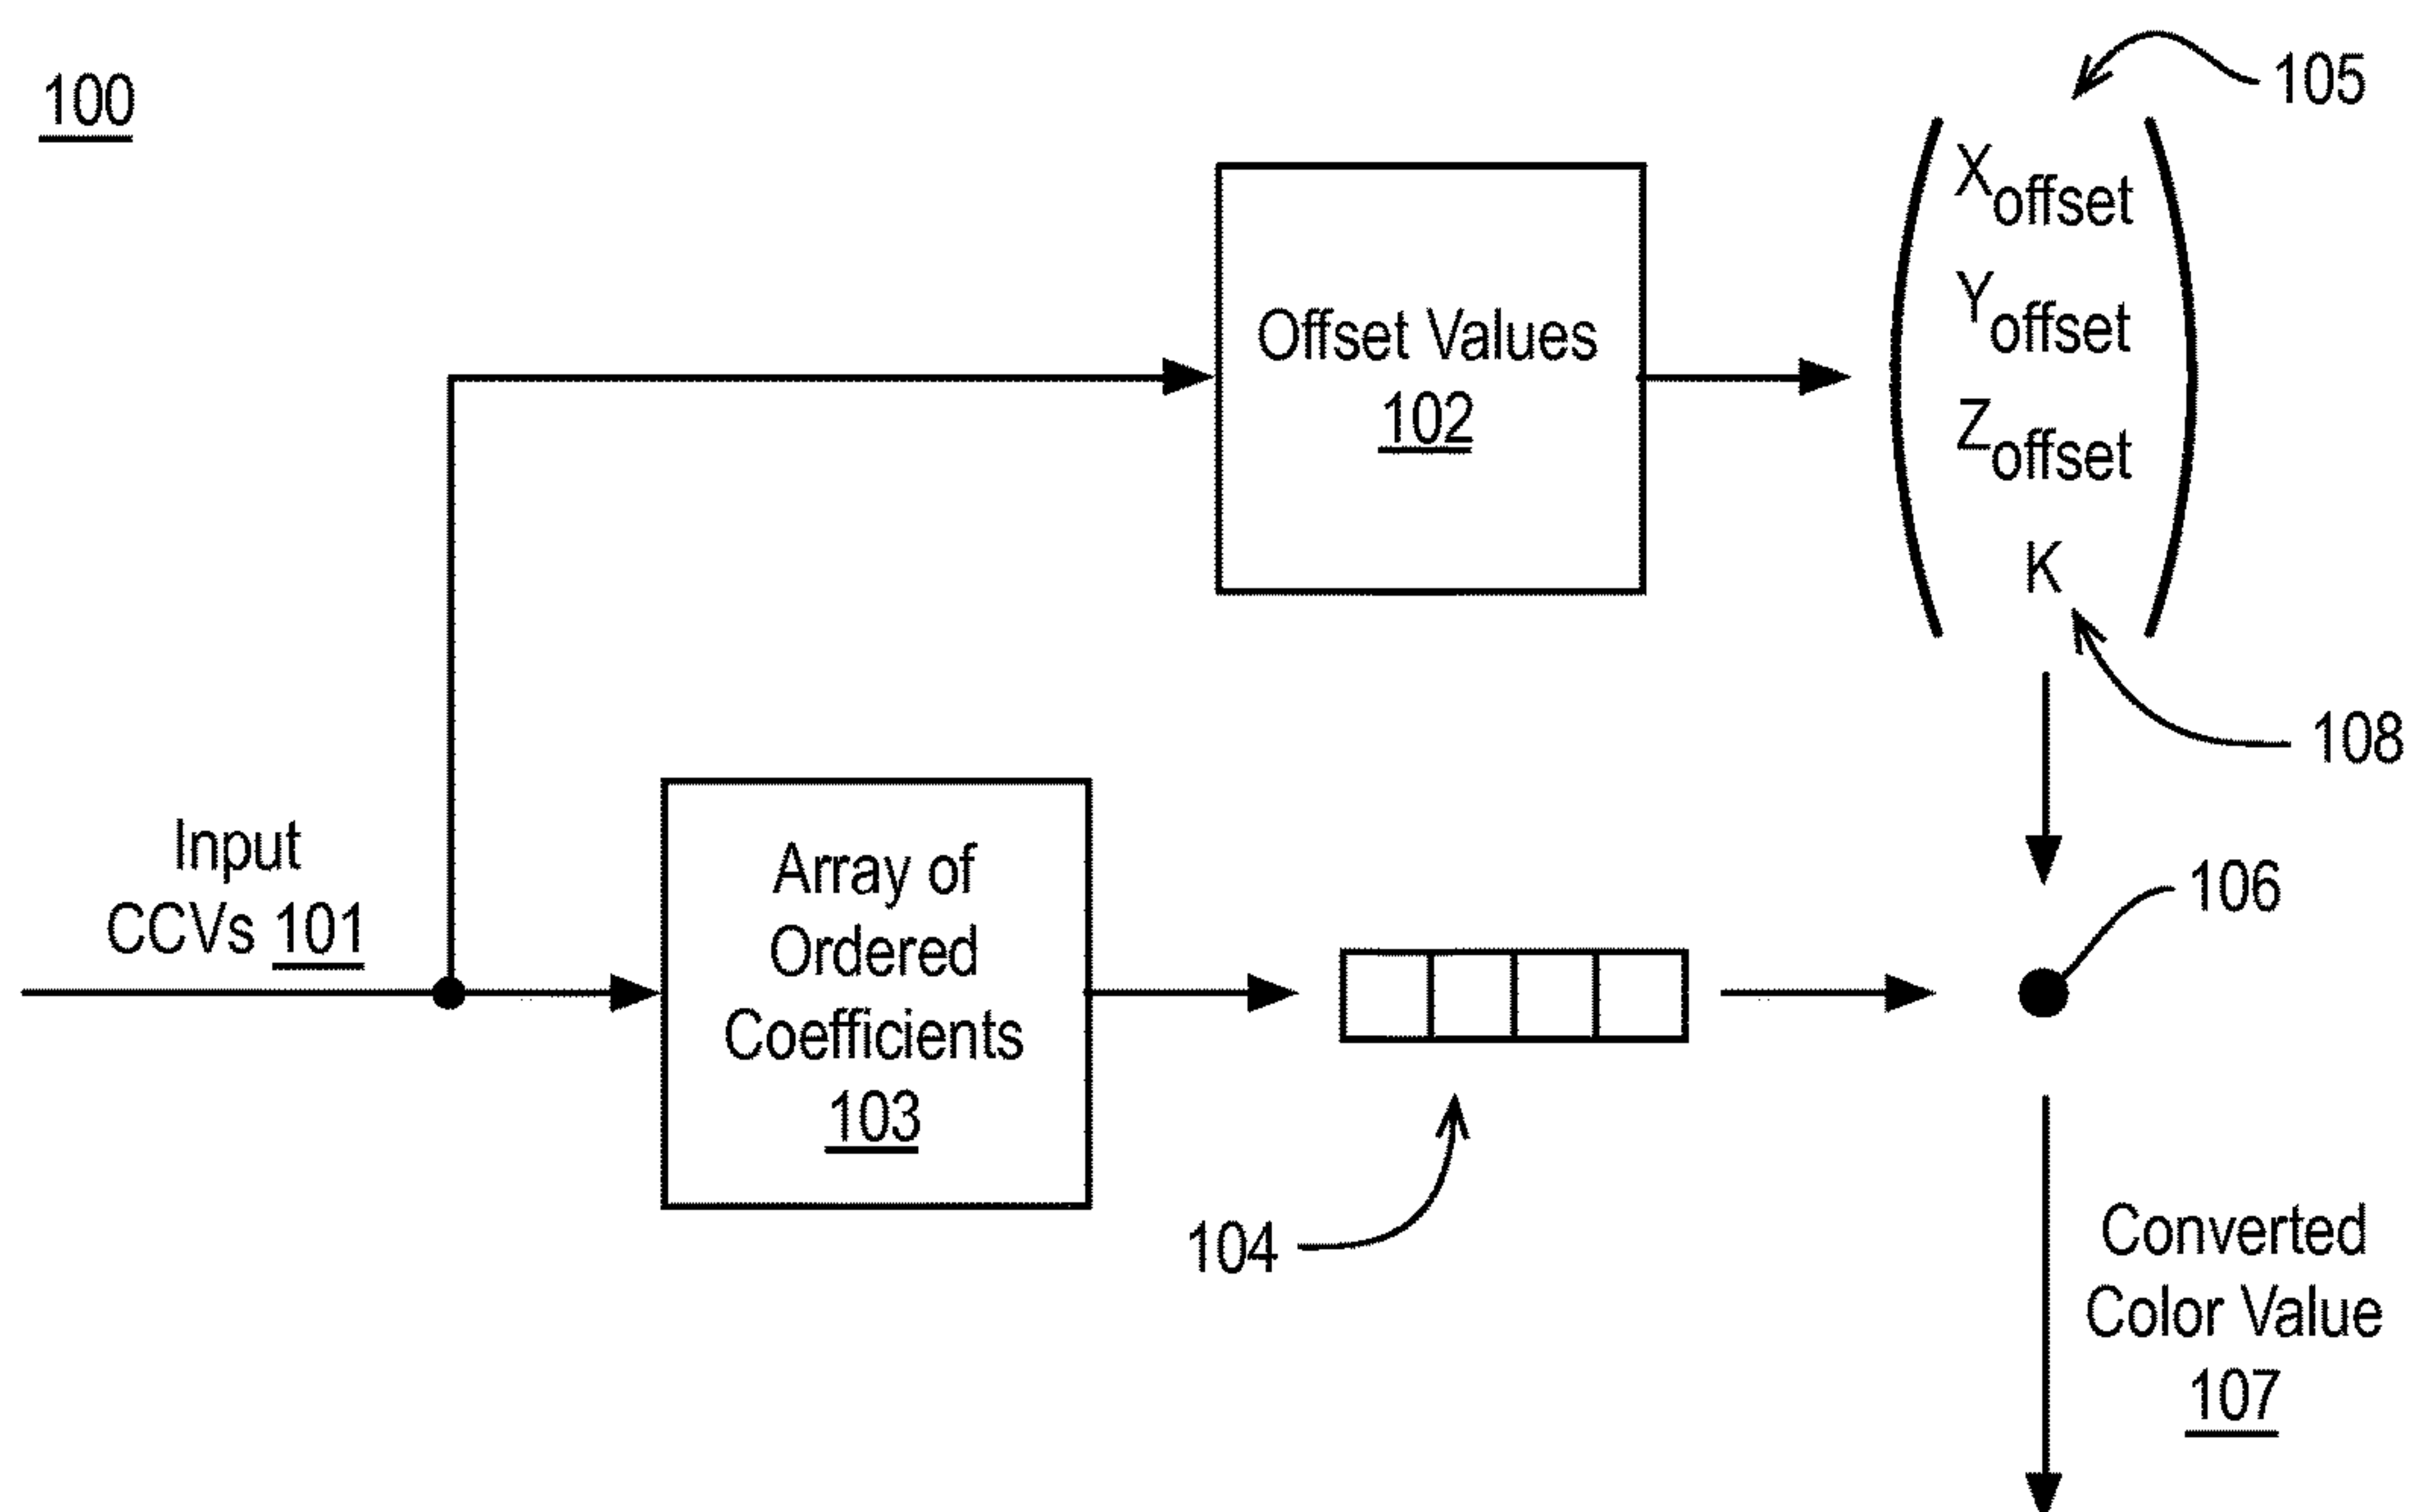 100
105
Xoffset
Yoffset
Zoffset
K
108
Offset Values
102
Input
CCVs 101
Array of
Ordered
Coefficients
103
104
106
Converted
Color Value
107